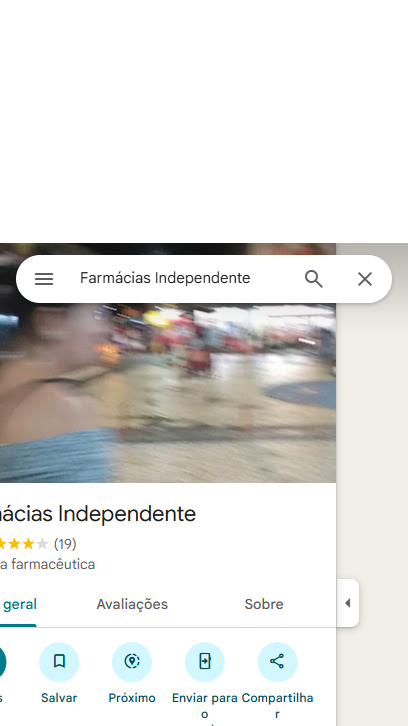 Farmácias Independente
mácias Independente
(19)
a farmacêutica
geral
Avaliações
Sobre
s
Salvar
Próximo
Enviar para o
Compartilhar